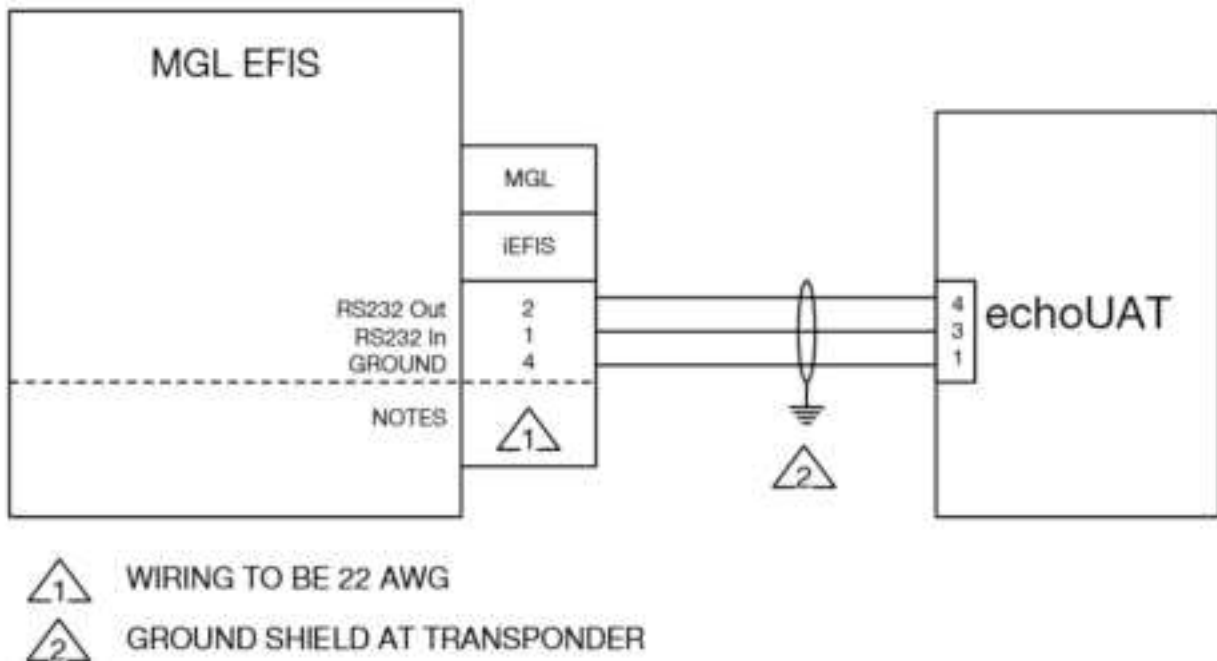 MGL EFIS
MGL
iEFIS
RS232 Out 2 4
RS232 In 1 3
GROUND 4 1
echoUAT
NOTES 1
2
1 WIRING TO BE 22 AWG
2 GROUND SHIELD AT TRANSPONDER